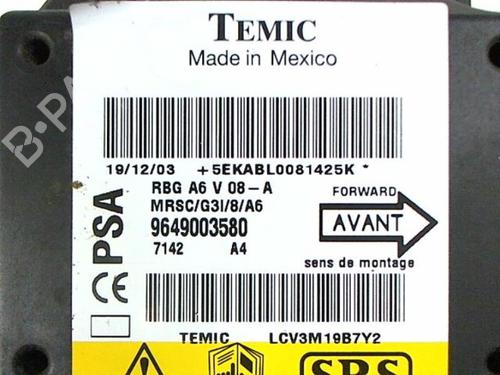 TEMIC
Made in Mexico
B-PA
19/12/03 +5EKABL0081425K *
RBG A6 V 08-A
MRSC/G3I/8/A6
9649003580
7142 A4
PSA
CE
FORWARD
AVANT
sens de montage
TEMIC LCV3M19B7Y2
SRS